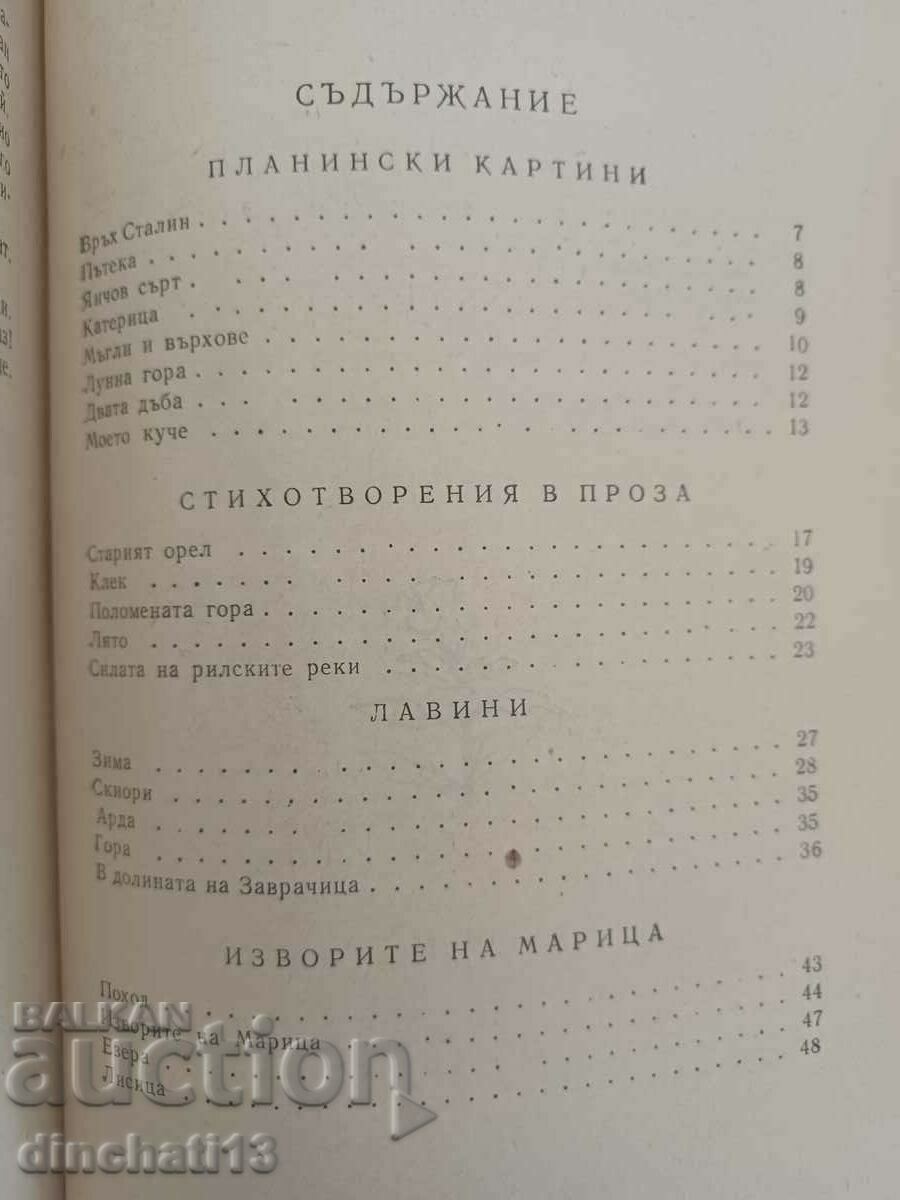 СЪДЪРЖАНИЕ
ПЛАНИНСКИ КАРТИНИ
Връх Сталин . . . . . . . . . . 7
Пътека . . . . . . . . . . 8
Янчов сърт . . . . . . . . . . 8
Катерица . . . . . . . . . . 9
Мъгли и върхове . . . . . . . . . . 10
Лунна гора . . . . . . . . . . 12
Двата дъба . . . . . . . . . . 12
Моето куче . . . . . . . . . . 13
СТИХОТВОРЕНИЯ В ПРОЗА
Старият орел . . . . . . . . . . 17
Клек . . . . . . . . . . 19
Поломената гора . . . . . . . . . . 20
Лято . . . . . . . . . . 22
Силата на рилските реки . . . . . . . . . . 23
ЛАВИНИ
Зима . . . . . . . . . . 27
Скиори . . . . . . . . . . 28
Арда . . . . . . . . . . 35
Гора . . . . . . . . . . 35
В долината на Заврачица . . . . . . . . . . 36
ИЗВОРИТЕ НА МАРИЦА
Поход . . . . . . . . . . 43
Изворите на Марица . . . . . . . . . . 44
Езера . . . . . . . . . . 47
Лисица . . . . . . . . . . 48
BALKAN
auction
dinchati13